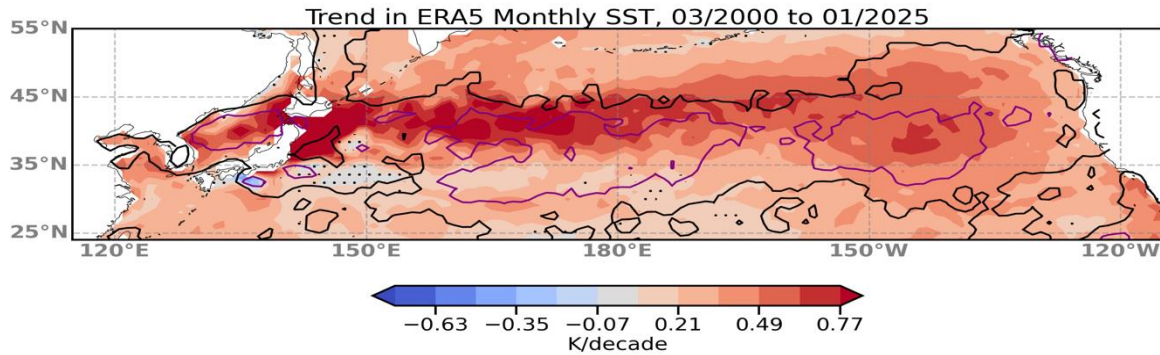 Trend in ERA5 Monthly SST, 03/2000 to 01/2025
55°N
45°N
35°N
25°N
120°E 150°E 180°E 150°W 120°W
−0.63 −0.35 −0.07 0.21 0.49 0.77
K/decade